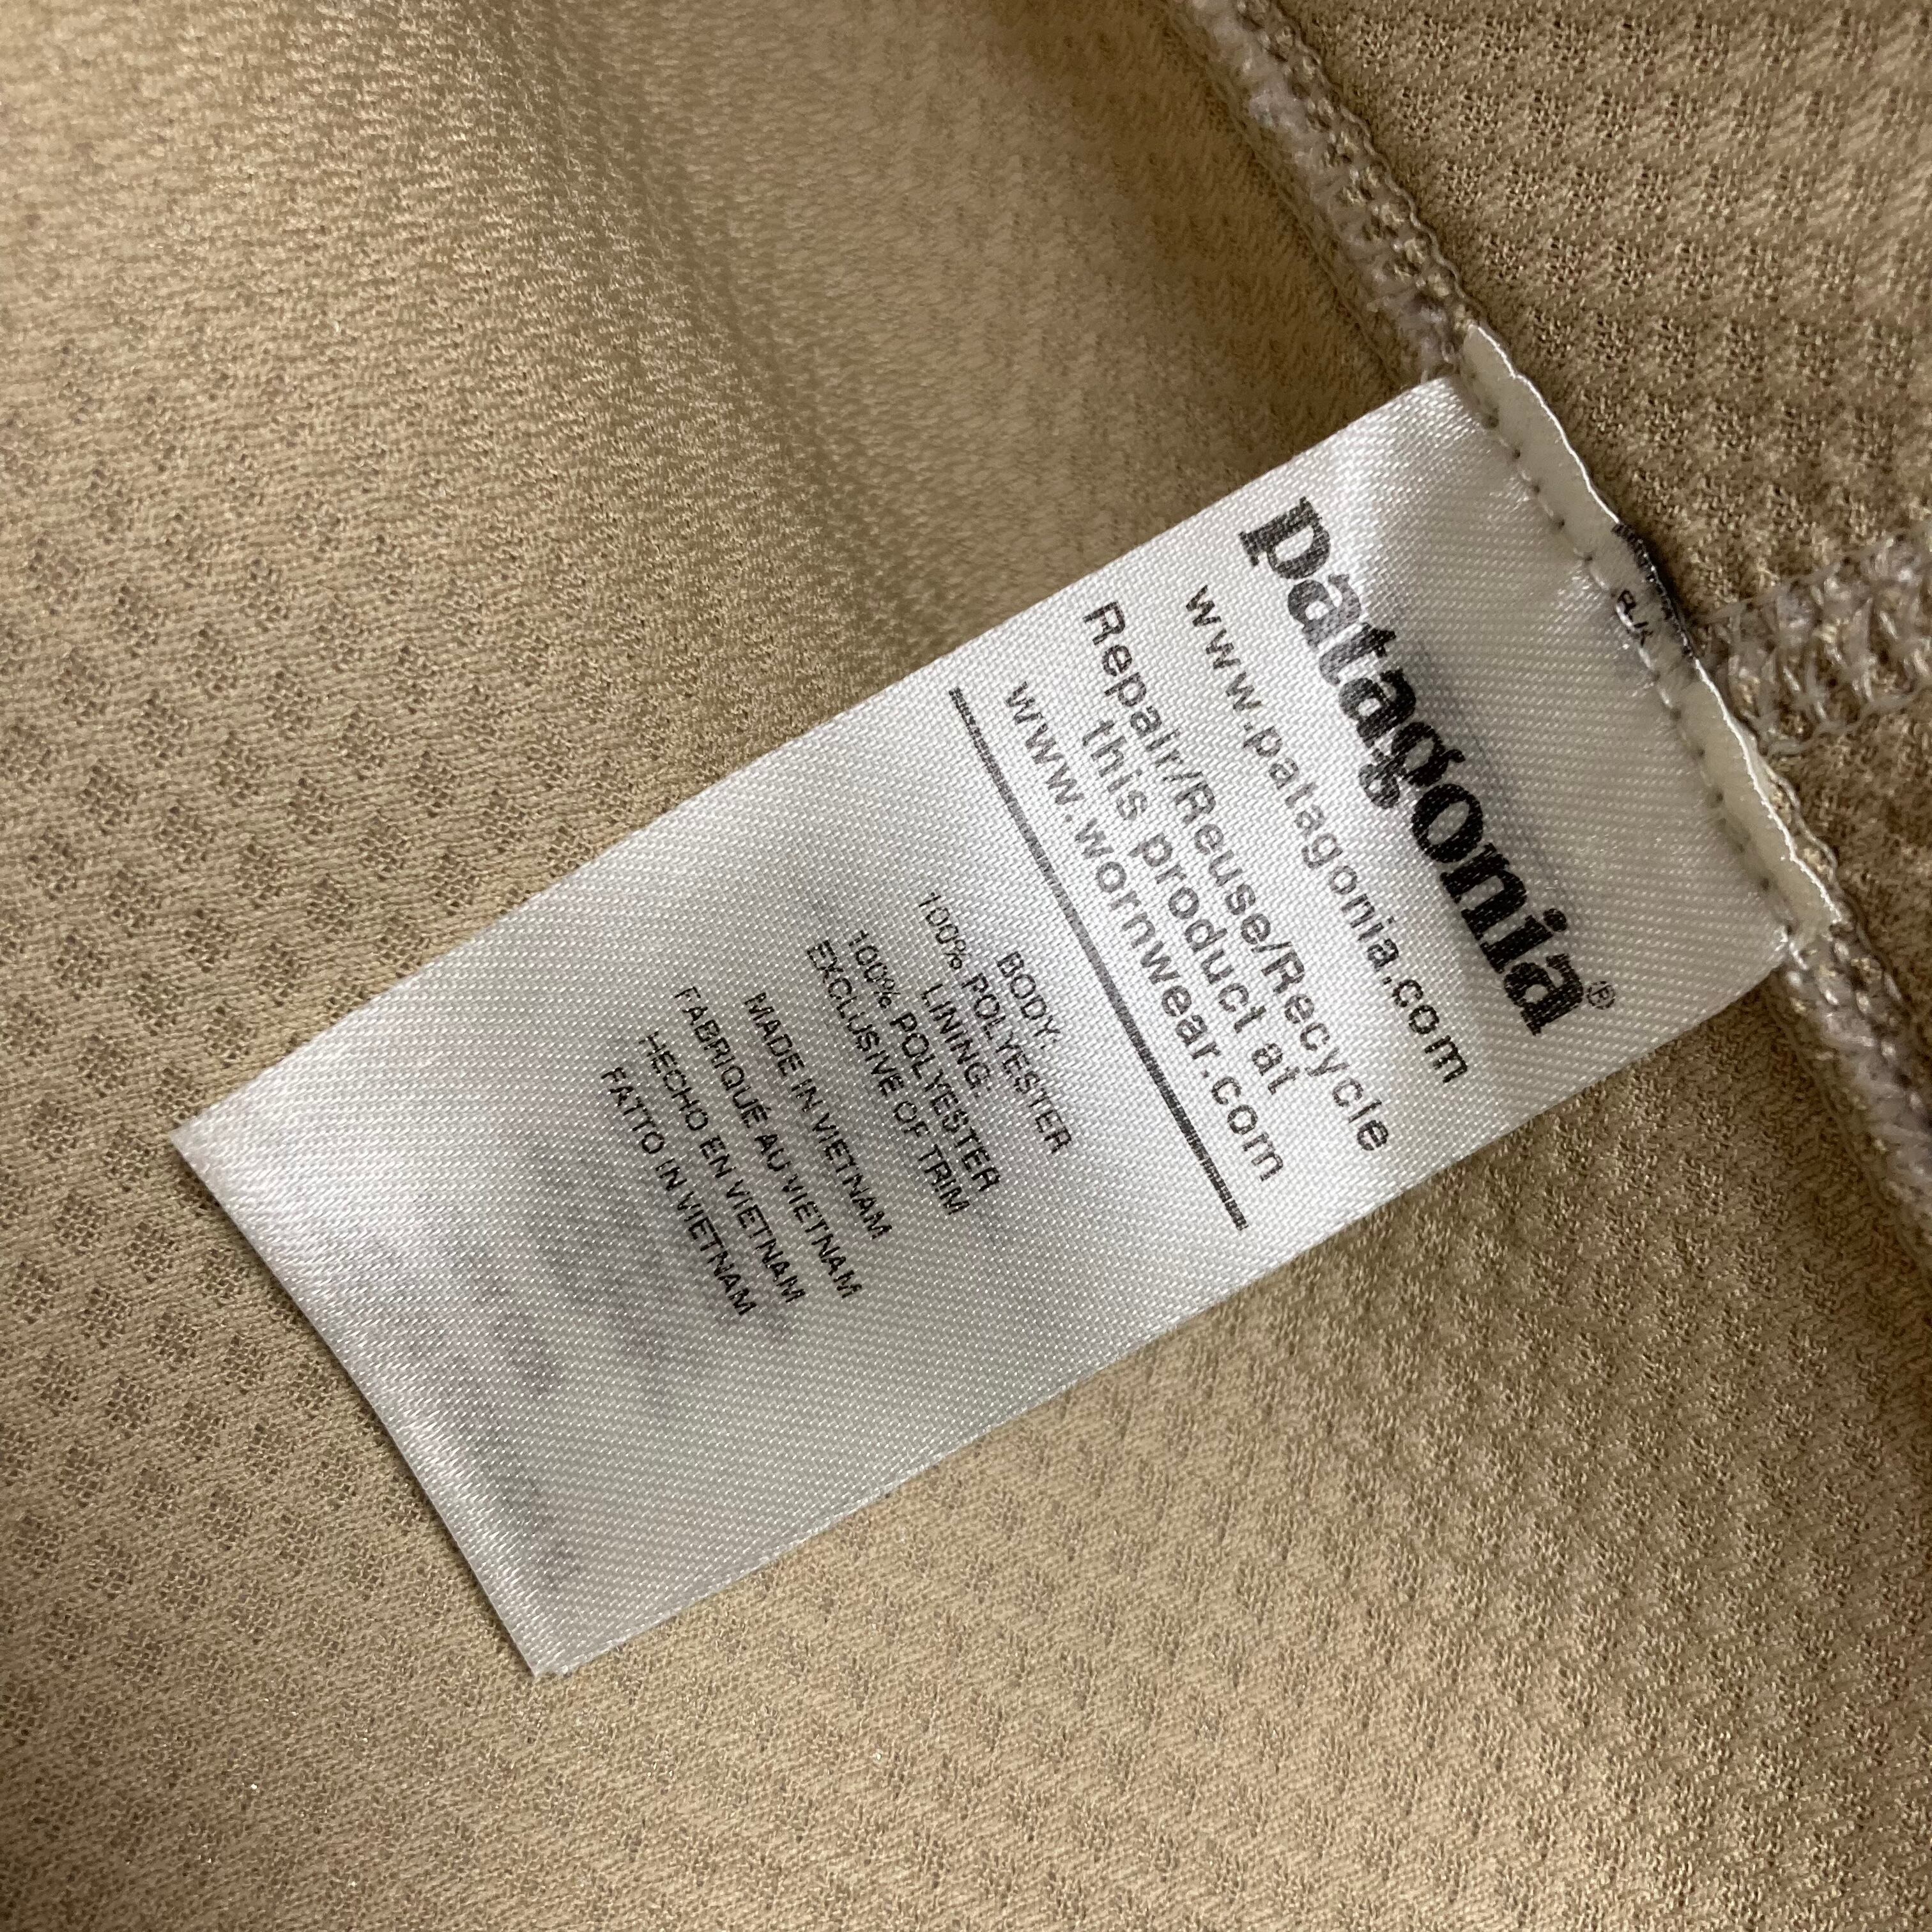 patagonia®
www.patagonia.com
Repair/Reuse/Recycle
this product at
www.wornwear.com
BODY:
100% POLYESTER
LINING:
100% POLYESTER
EXCLUSIVE OF TRIM
MADE IN VIETNAM
FABRIQUÉ AU VIETNAM
HECHO EN VIETNAM
FATTO IN VIETNAM